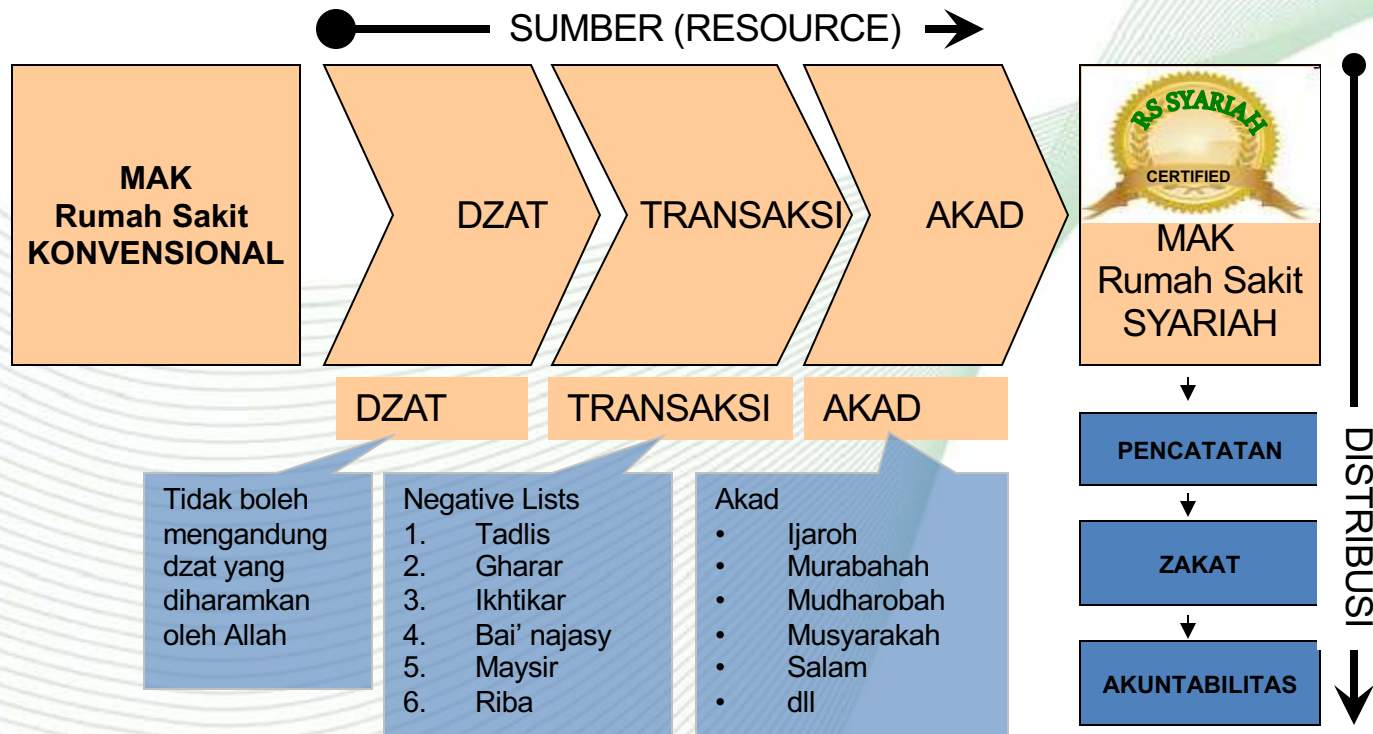 SUMBER (RESOURCE)
MAK
Rumah Sakit
KONVENSIONAL
DZAT
TRANSAKSI
AKAD
RS SYARIAH
CERTIFIED
MAK
Rumah Sakit
SYARIAH
DZAT
TRANSAKSI
AKAD
Tidak boleh
mengandung
dzat yang
diharamkan
oleh Allah
Negative Lists
1. Tadlis
2. Gharar
3. Ikhtikar
4. Bai’ najasy
5. Maysir
6. Riba
Akad
• Ijaroh
• Murabahah
• Mudharobah
• Musyarakah
• Salam
• dll
PENCATATAN
ZAKAT
AKUNTABILITAS
DISTRIBUSI